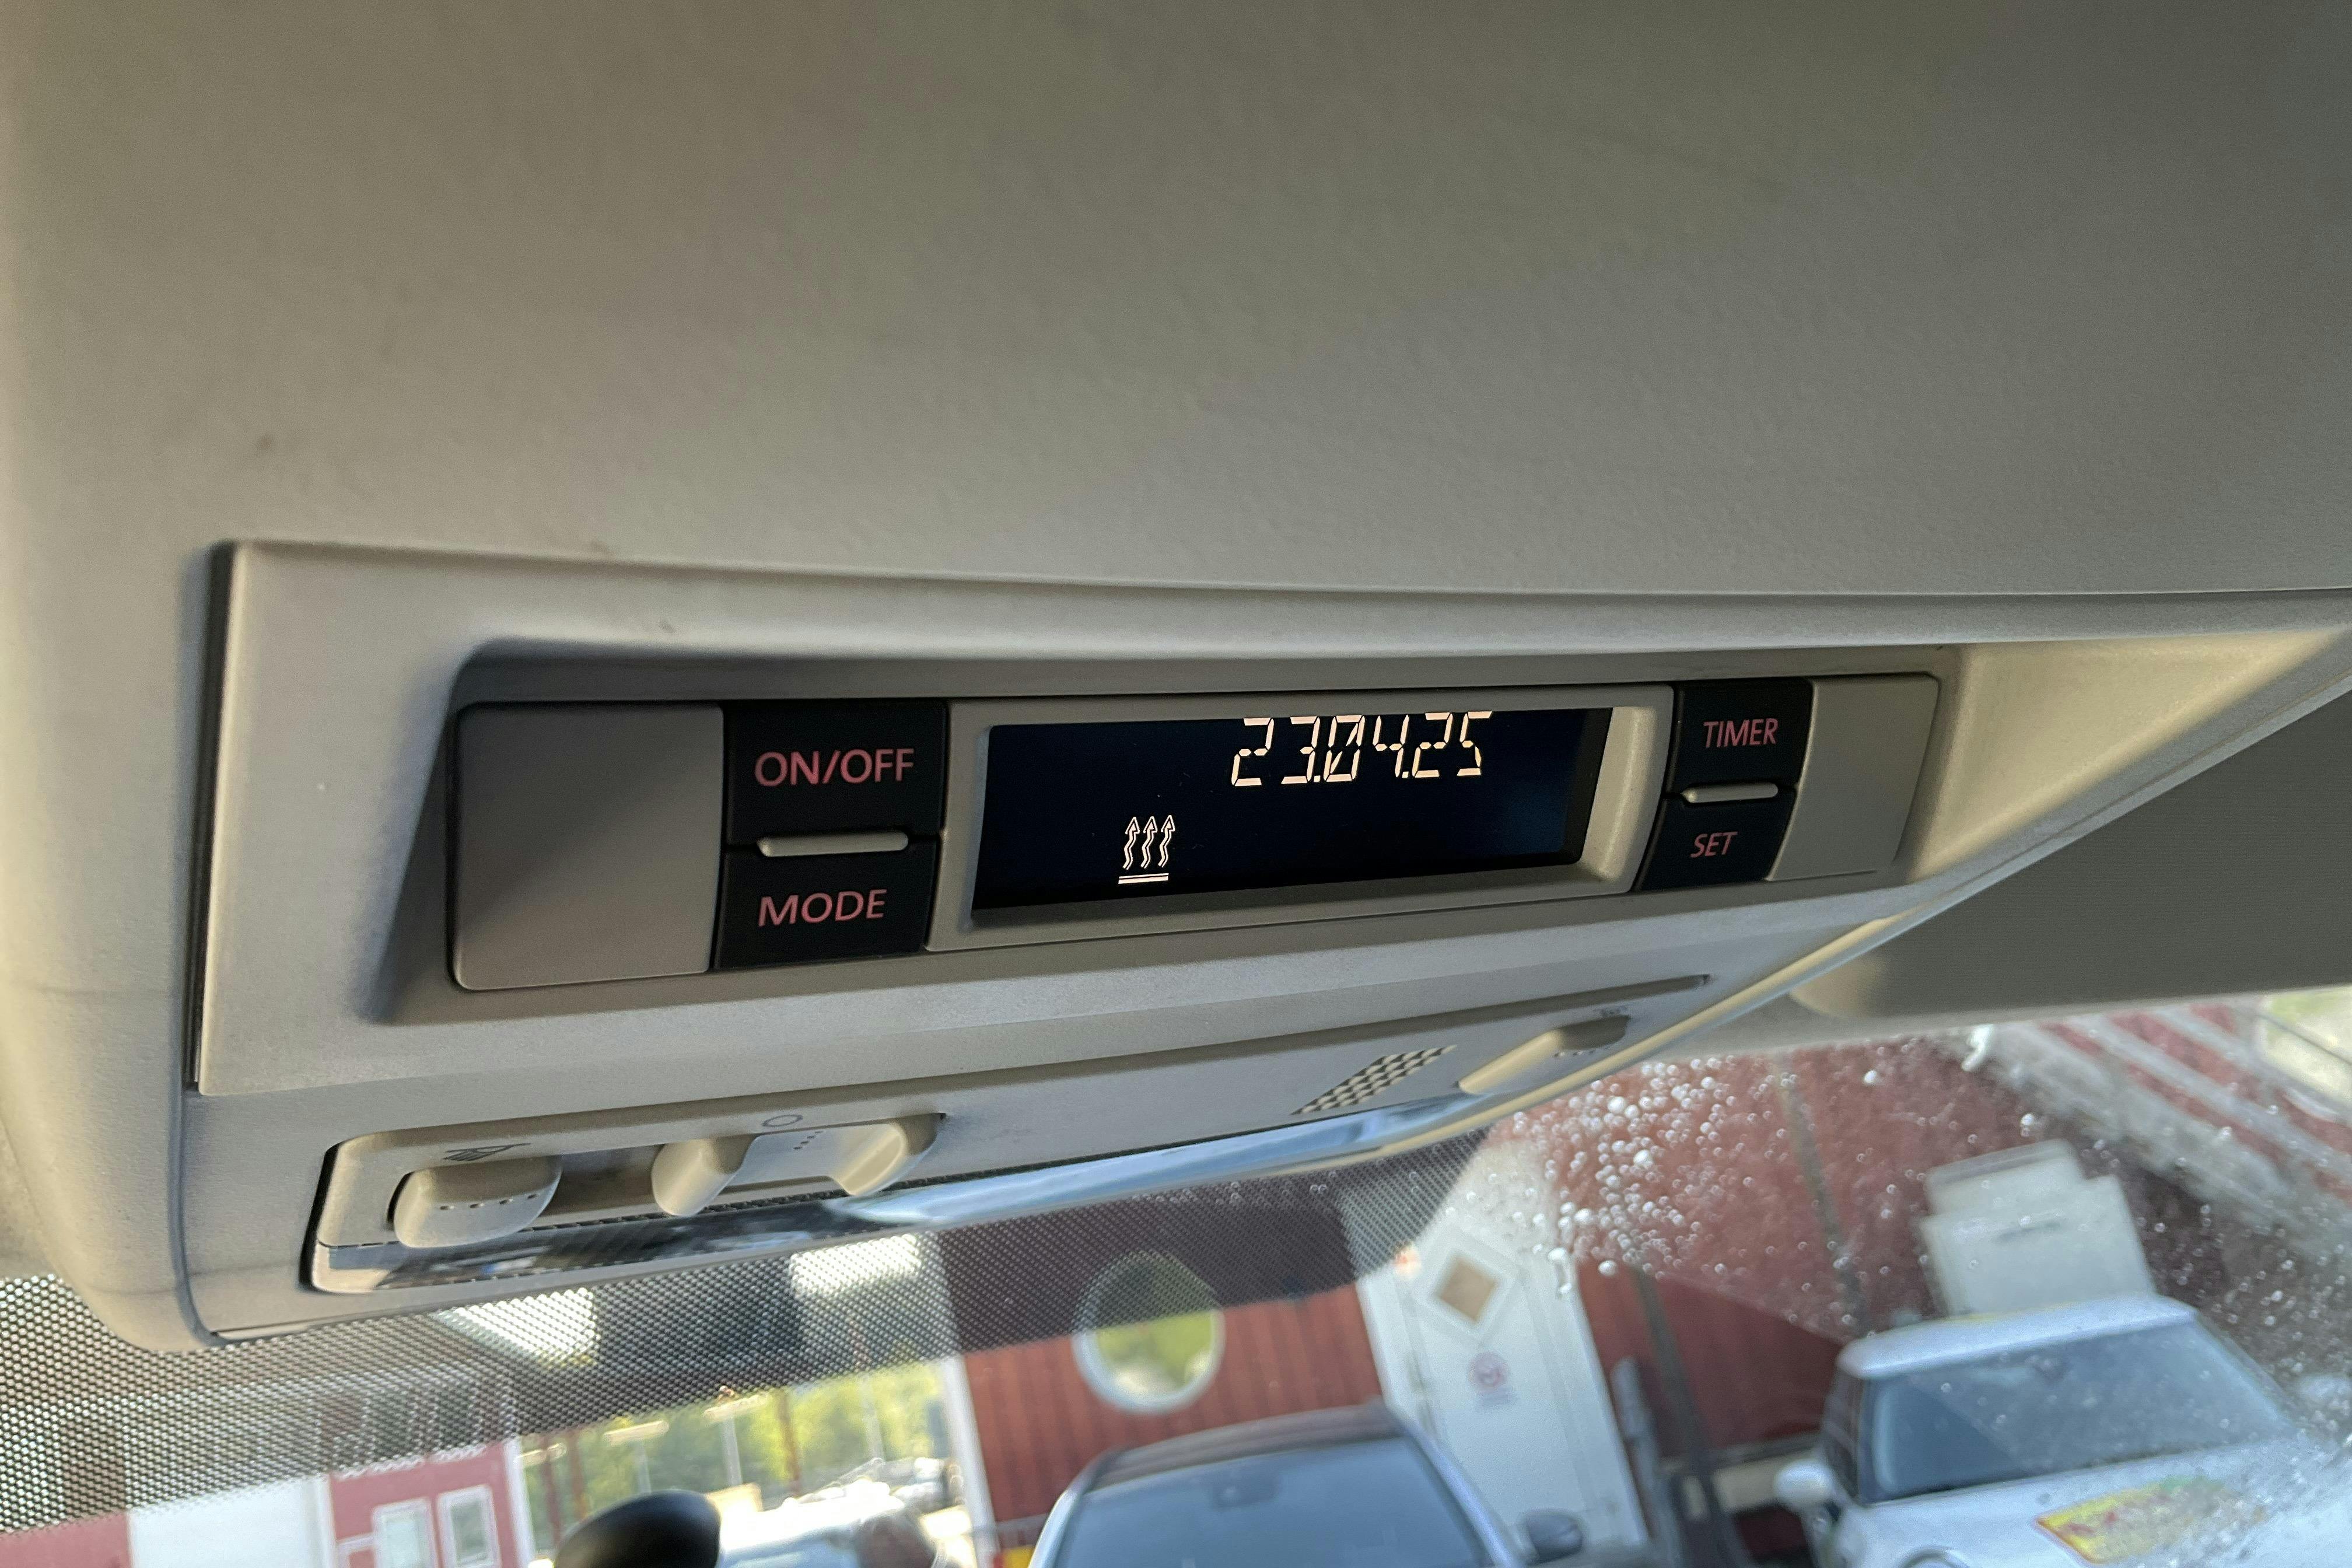 ON/OFF
23.04.25
TIMER
MODE
SET